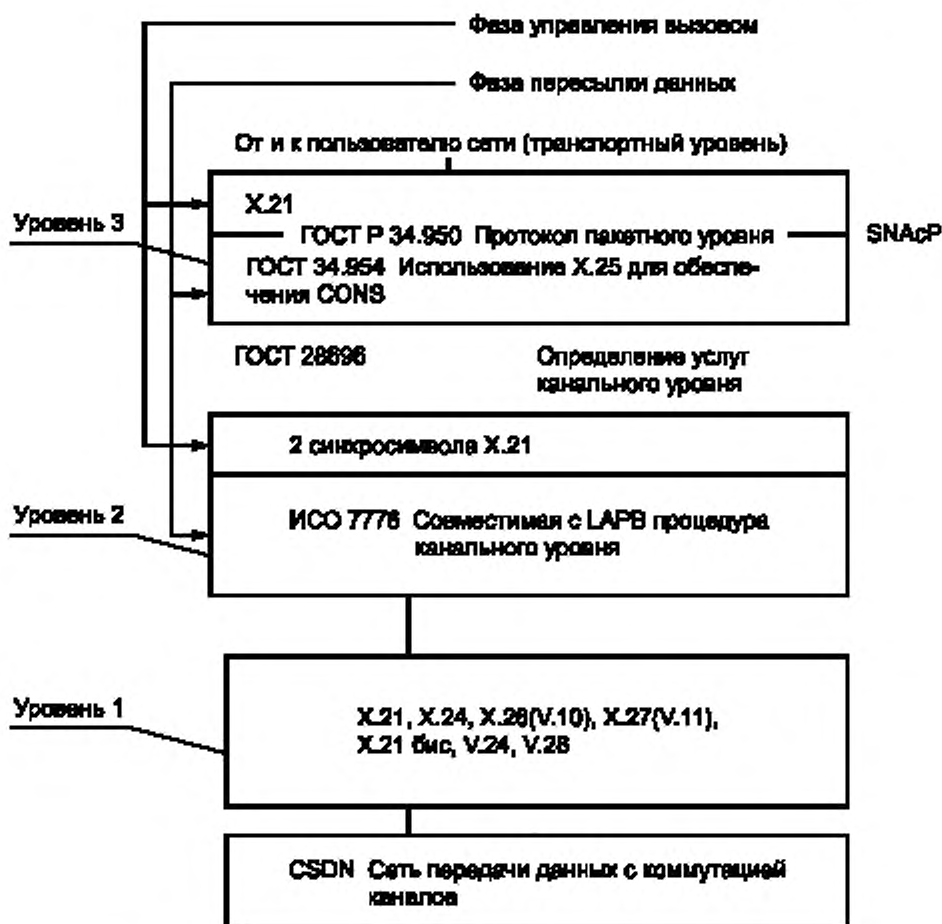 Фаза управления вызовом
Фаза пересылки данных
От и к пользователю сети (транспортный уровень)
X.21
Уровень 3
ГОСТ Р 34.950 Протокол пакетного уровня
SNAcP
ГОСТ 34.954 Использование X.25 для обеспе-
чения CONS
ГОСТ 28696 Определение услуг
канального уровня
2 синхросимвола X.21
Уровень 2
ИСО 7776 Совместимая с LAPB процедура
канального уровня
Уровень 1
X.21, X.24, X.26(V.10), X.27(V.11),
X.21 бис, V.24, V.28
CSDN Сеть передачи данных с коммутацией
каналов